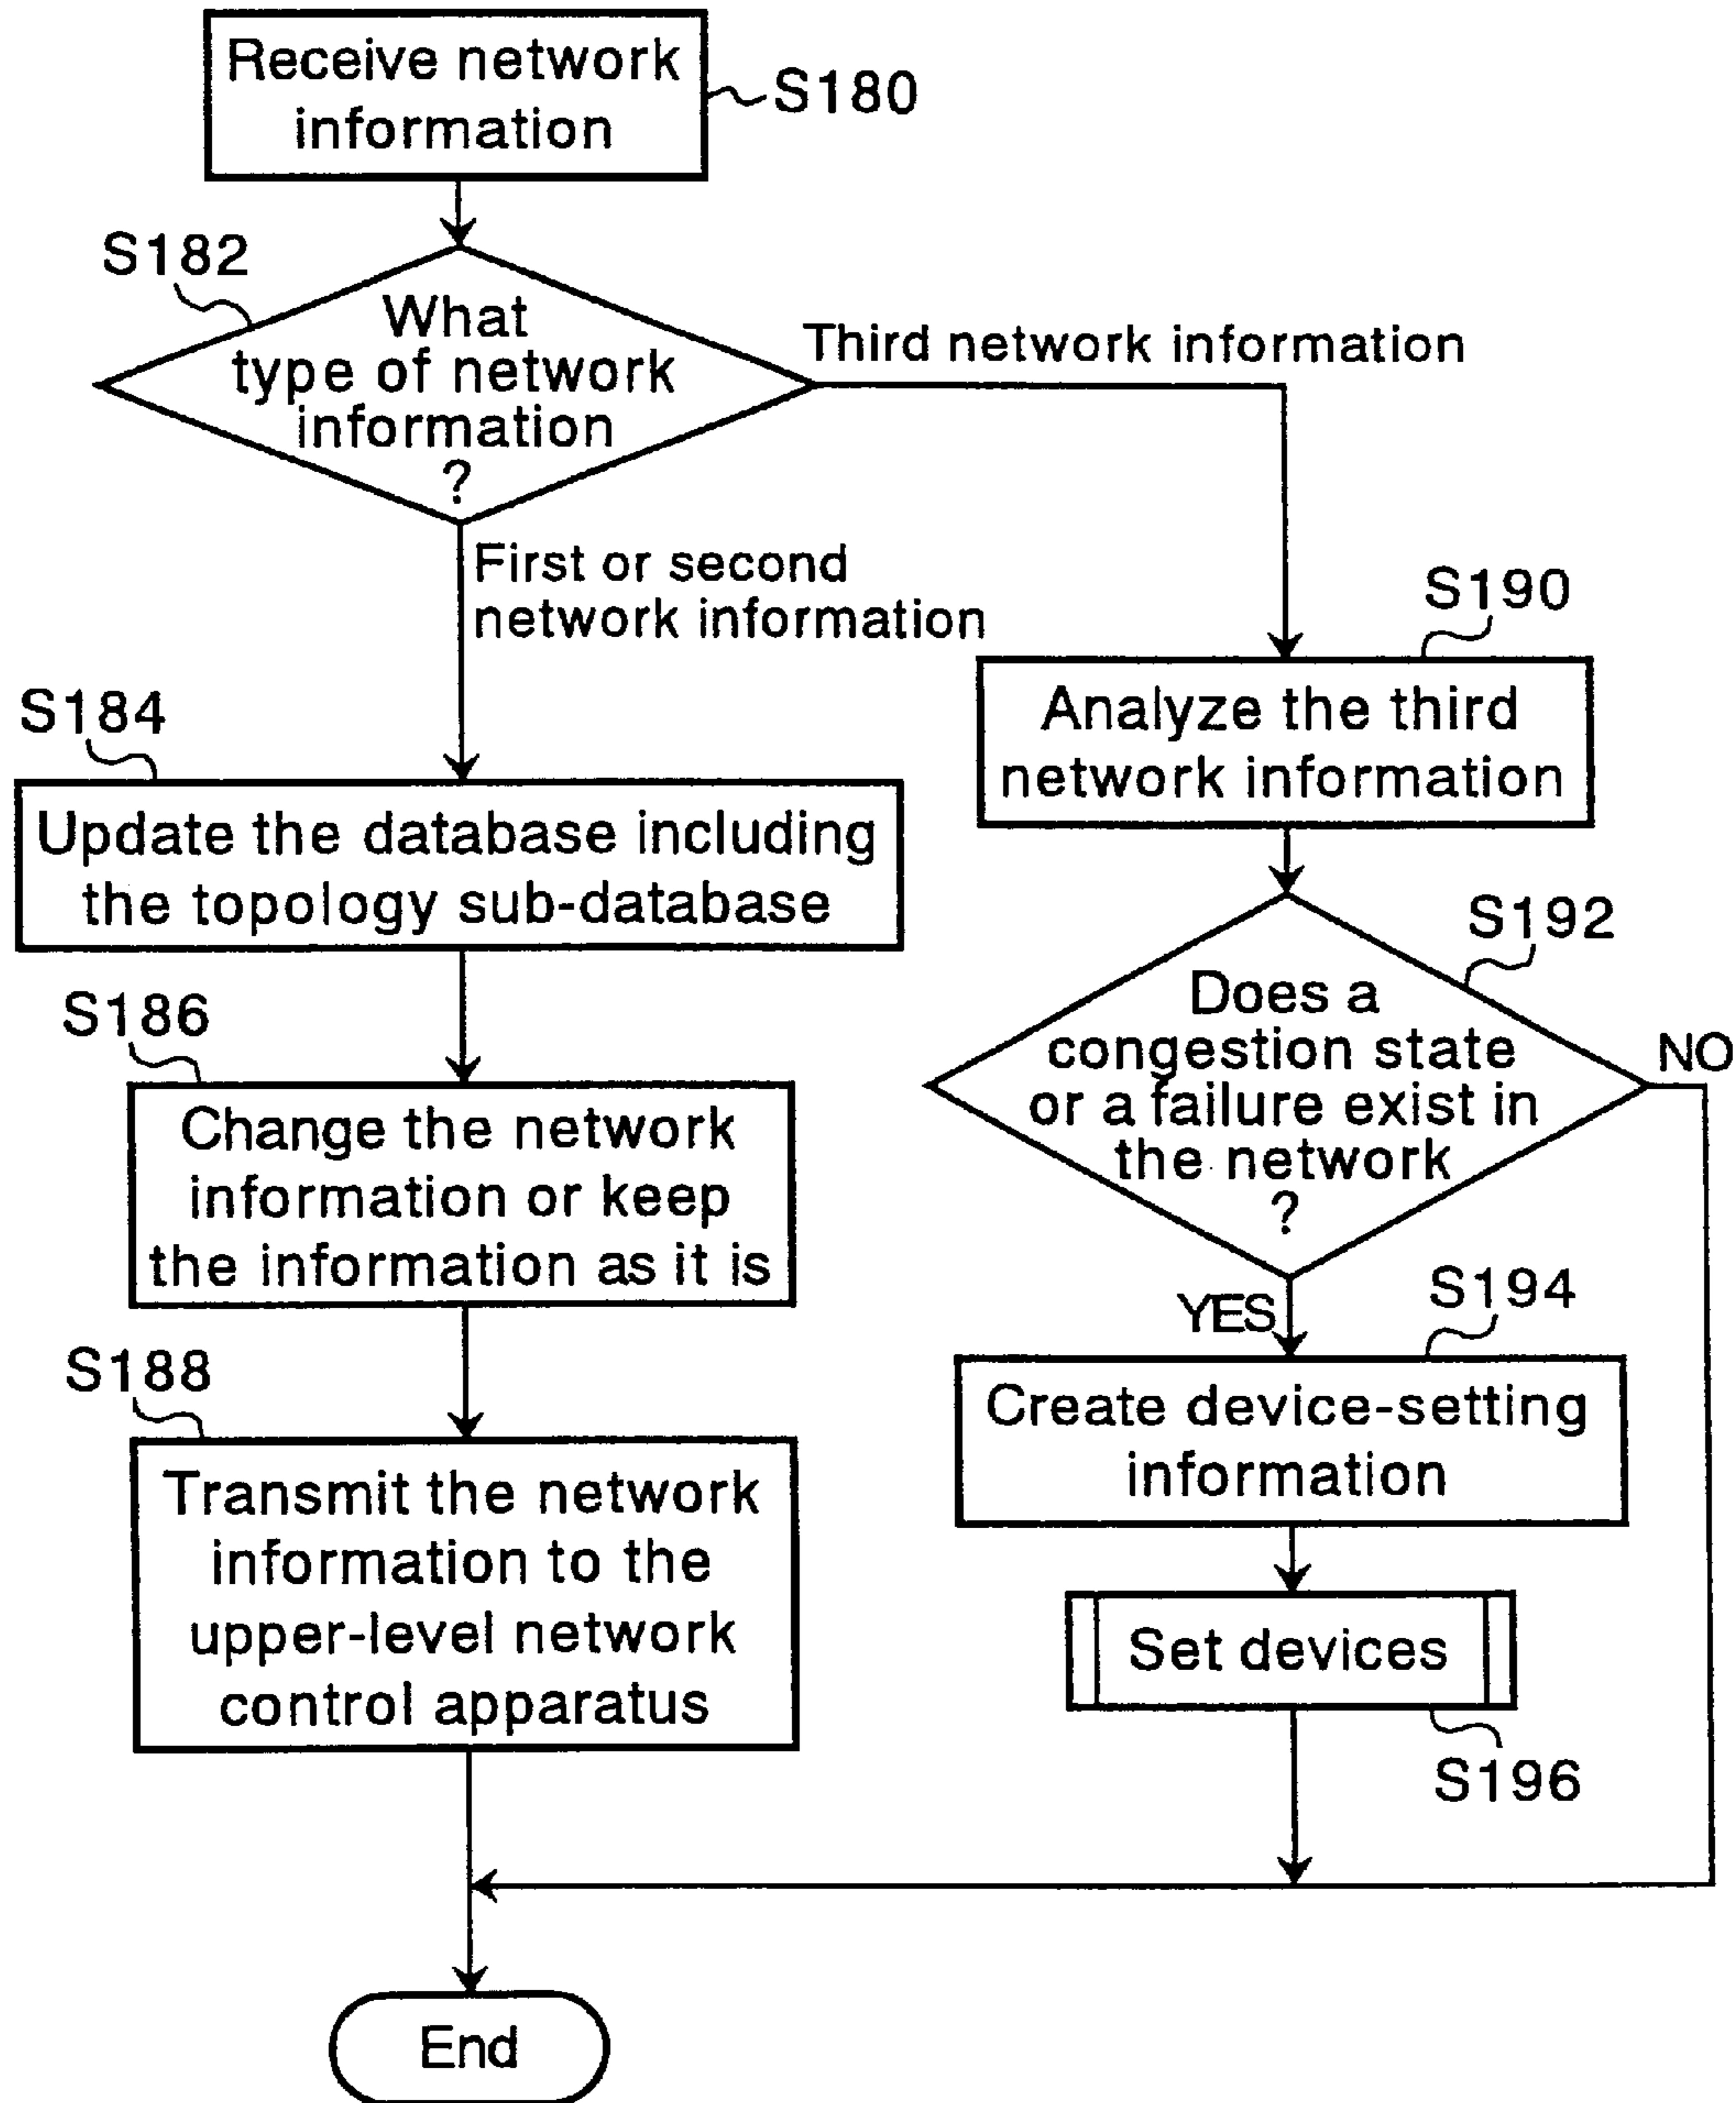 Receive network
information
S180
S182
What
type of network
information
?
Third network information
First or second
network information
S184
Update the database including
the topology sub-database
S186
Change the network
information or keep
the information as it is
S188
Transmit the network
information to the
upper-level network
control apparatus
S190
Analyze the third
network information
S192
Does a
congestion state
or a failure exist in
the network
?
NO
YES
S194
Create device-setting
information
Set devices
S196
End